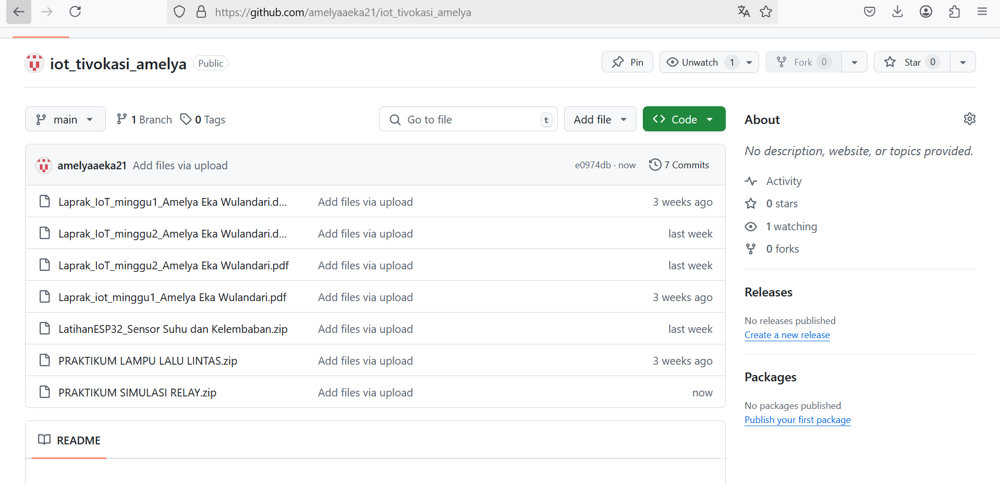 https://github.com/amelyaaeka21/iot_tivokasi_amelya
iot_tivokasi_amelya Public
Pin Unwatch 1 Fork 0 Star 0
main 1 Branch 0 Tags Go to file t Add file Code
amelyaaeka21 Add files via upload e0974db · now 7 Commits
Laprak_IoT_minggu1_Amelya Eka Wulandari.d... Add files via upload 3 weeks ago
Laprak_IoT_minggu2_Amelya Eka Wulandari.d... Add files via upload last week
Laprak_IoT_minggu2_Amelya Eka Wulandari.pdf Add files via upload last week
Laprak_iot_minggu1_Amelya Eka Wulandari.pdf Add files via upload 3 weeks ago
LatihanESP32_Sensor Suhu dan Kelembaban.zip Add files via upload last week
PRAKTIKUM LAMPU LALU LINTAS.zip Add files via upload 3 weeks ago
PRAKTIKUM SIMULASI RELAY.zip Add files via upload now
README
About
No description, website, or topics provided.
Activity
0 stars
1 watching
0 forks
Releases
No releases published
Create a new release
Packages
No packages published
Publish your first package